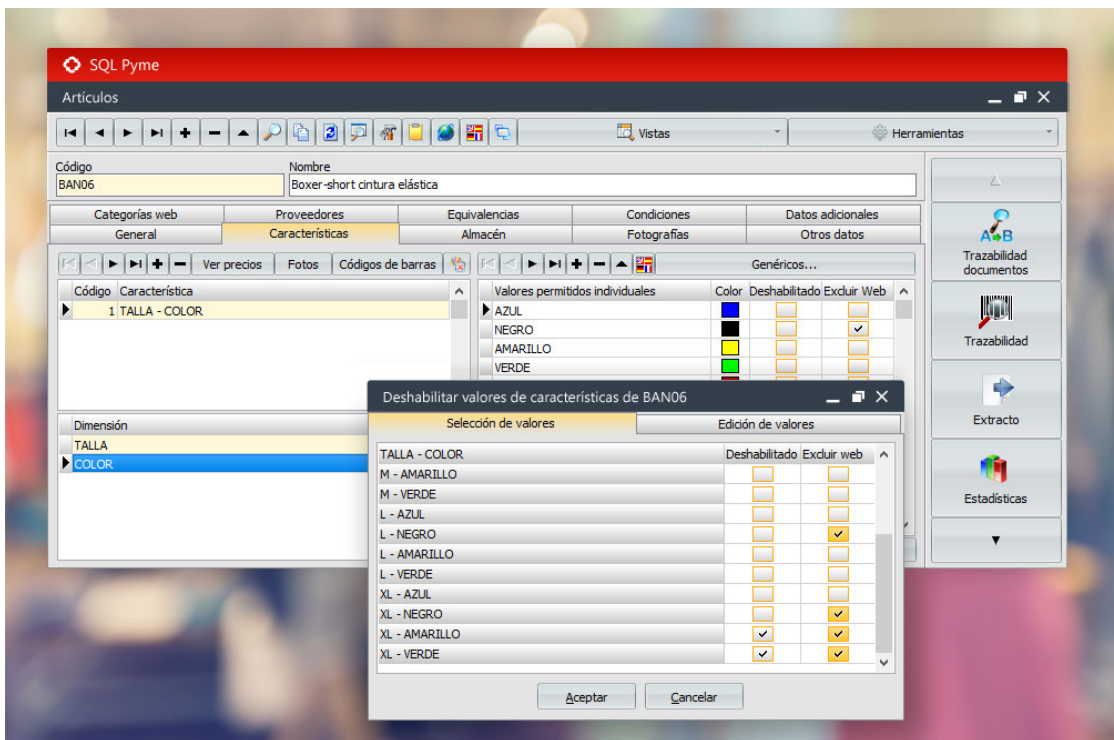 SQL Pyme
Artículos
Vistas
Herramientas
Código Nombre
BAN06 Boxer-short cintura elástica
Categorías web Proveedores Equivalencias Condiciones Datos adicionales
General Características Almacén Fotografías Otros datos
Ver precios Fotos Códigos de barras Genéricos...
Código Característica
1 TALLA - COLOR
Valores permitidos individuales Color Deshabilitado Excluir Web
AZUL
NEGRO
AMARILLO
VERDE
Dimensión
TALLA
COLOR
Deshabilitar valores de características de BAN06
Selección de valores Edición de valores
TALLA - COLOR Deshabilitado Excluir web
M - AMARILLO
M - VERDE
L - AZUL
L - NEGRO
L - AMARILLO
L - VERDE
XL - AZUL
XL - NEGRO
XL - AMARILLO
XL - VERDE
Aceptar Cancelar
A B
Trazabilidad
documentos
Trazabilidad
Extracto
Estadísticas